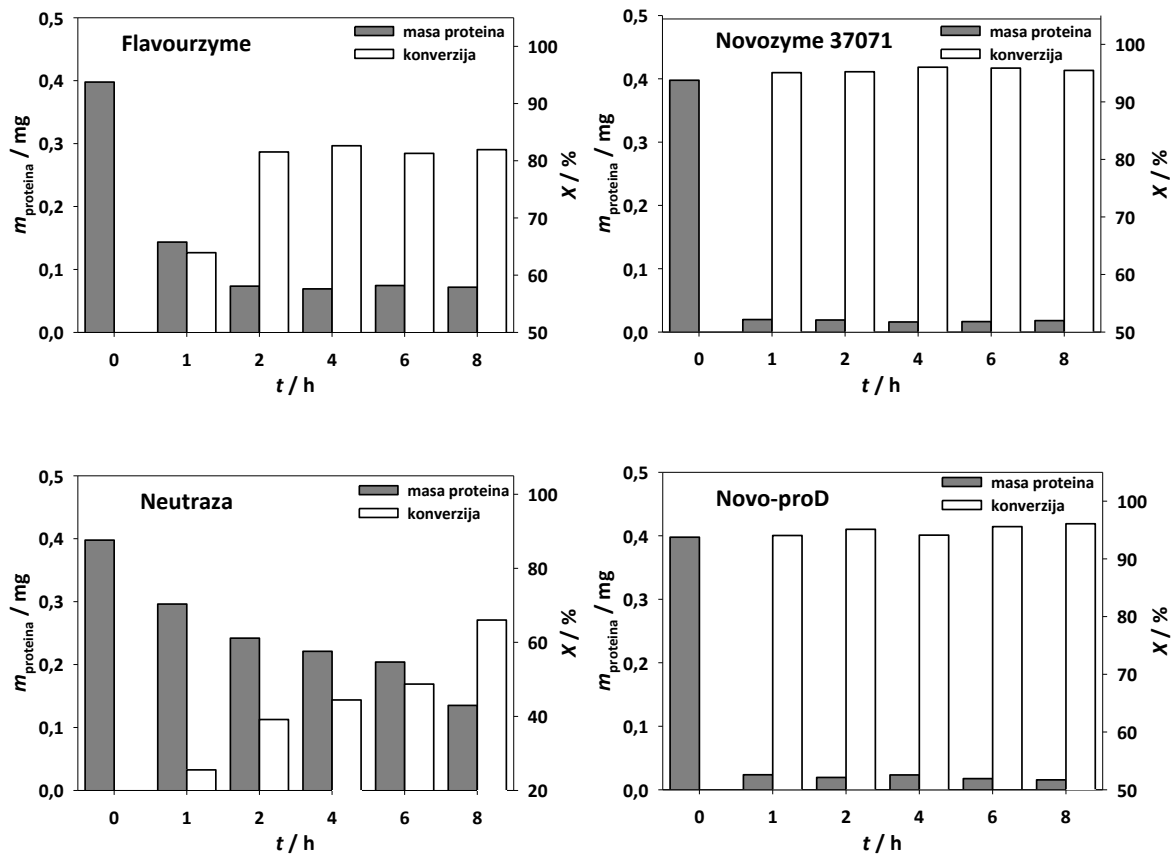 Flavourzyme
masa proteina
konverzija
0,5
0,4
0,3
0,2
0,1
0,0
m proteina / mg
100
90
80
70
60
50
X / %
0 1 2 4 6 8
t / h
Novozyme 37071
masa proteina
konverzija
0,5
0,4
0,3
0,2
0,1
0,0
m proteina / mg
100
90
80
70
60
50
X / %
0 1 2 4 6 8
t / h
Neutraza
masa proteina
konverzija
0,5
0,4
0,3
0,2
0,1
0,0
m proteina / mg
100
80
60
40
20
X / %
0 1 2 4 6 8
t / h
Novo-proD
masa proteina
konverzija
0,5
0,4
0,3
0,2
0,1
0,0
m proteina / mg
100
90
80
70
60
50
X / %
0 1 2 4 6 8
t / h